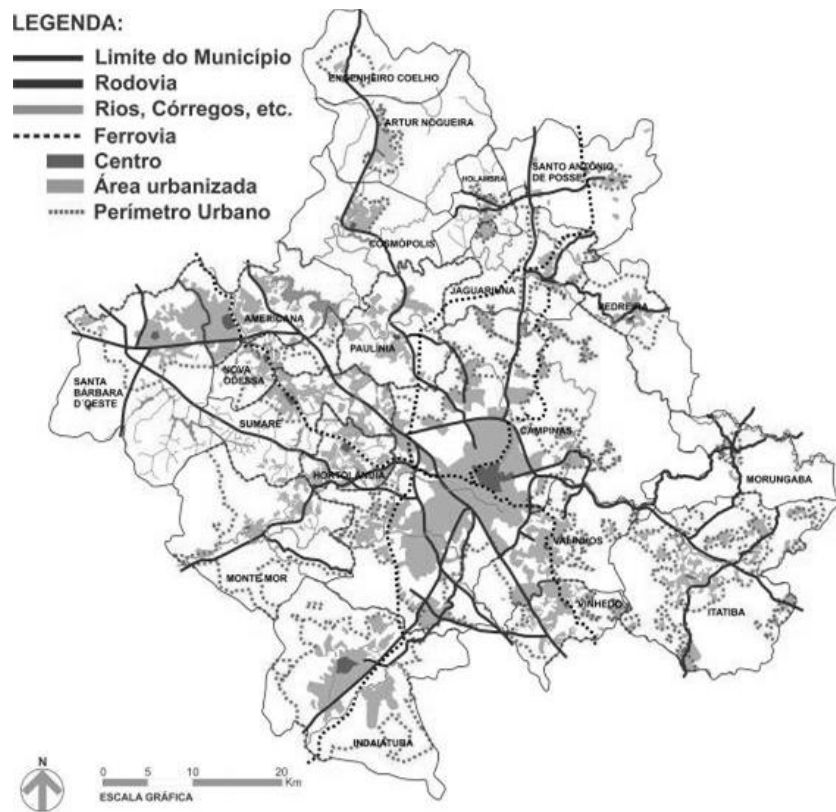 LEGENDA:
Limite do Município
Rodovia
Rios, Córregos, etc.
Ferrovia
Centro
Área urbanizada
Perímetro Urbano
ENGENHEIRO COELHO
ARTUR NOGUEIRA
HOLAMBRA
SANTO ANTÔNIO
DE POSSE
COSMÓPOLIS
JAGUARIUNA
PEDREIRA
AMERICANA
PAULÍNIA
NOVA
ODESSA
SANTA
BÁRBARA
D'OESTE
SUMARÉ
CAMPINAS
HORTOLÂNDIA
MORUNGABA
VALINHOS
MONTE MOR
VINHEDO
ITATIBA
INDAIATUBA
N
0 5 10 20
Km
ESCALA GRÁFICA